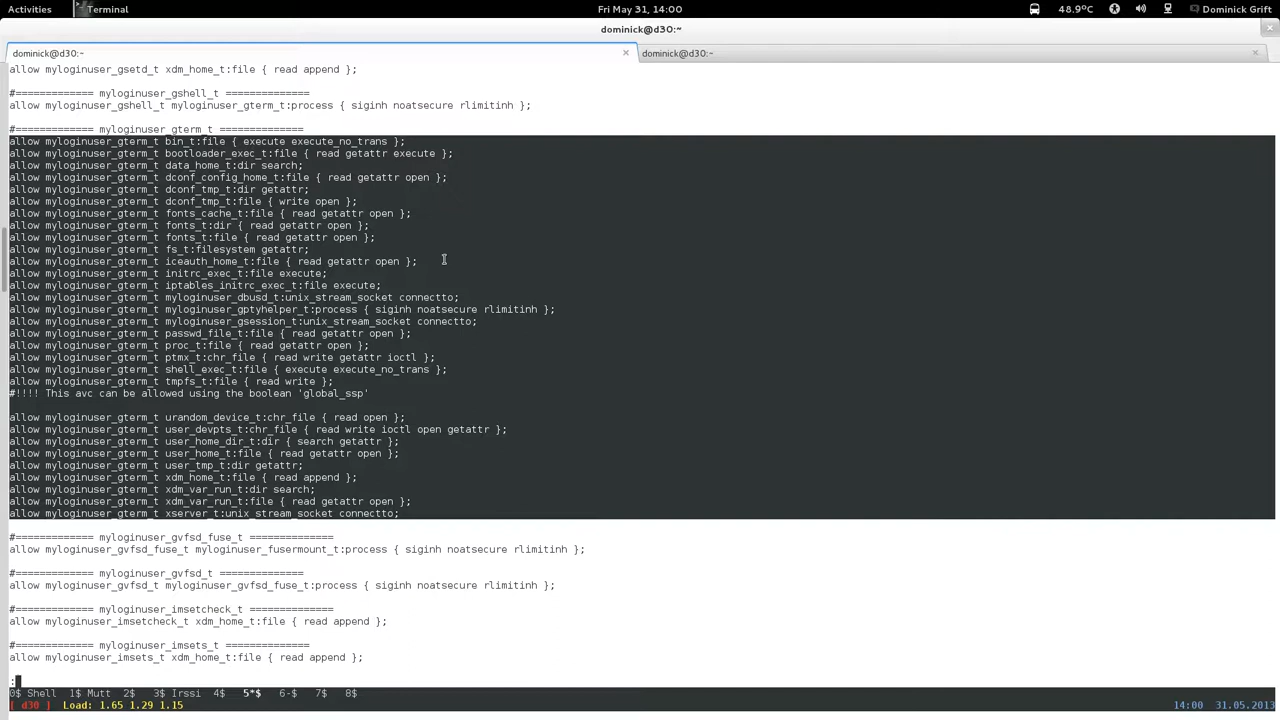 Activities Terminal Fri May 31, 14:00 48.9°C Dominick Grift
dominick@d30:~
dominick@d30:~ dominick@d30:~
allow myloginuser_gsetd_t xdm_home_t:file { read append };
#============= myloginuser_gshell_t ==============
allow myloginuser_gshell_t myloginuser_gterm_t:process { siginh noatsecure rlimitinh };
#============= myloginuser_gterm_t ==============
allow myloginuser_gterm_t bin_t:file { execute execute_no_trans };
allow myloginuser_gterm_t bootloader_exec_t:file { read getattr execute };
allow myloginuser_gterm_t data_home_t:dir search;
allow myloginuser_gterm_t dconf_config_home_t:file { read getattr open };
allow myloginuser_gterm_t dconf_tmp_t:dir getattr;
allow myloginuser_gterm_t dconf_tmp_t:file { write open };
allow myloginuser_gterm_t fonts_cache_t:file { read getattr open };
allow myloginuser_gterm_t fonts_t:dir { read getattr open };
allow myloginuser_gterm_t fonts_t:file { read getattr open };
allow myloginuser_gterm_t fs_t:filesystem getattr;
allow myloginuser_gterm_t iceauth_home_t:file { read getattr open };
allow myloginuser_gterm_t initrc_exec_t:file execute;
allow myloginuser_gterm_t iptables_initrc_exec_t:file execute;
allow myloginuser_gterm_t myloginuser_dbusd_t:unix_stream_socket connectto;
allow myloginuser_gterm_t myloginuser_gptyhelper_t:process { siginh noatsecure rlimitinh };
allow myloginuser_gterm_t myloginuser_gsession_t:unix_stream_socket connectto;
allow myloginuser_gterm_t passwd_file_t:file { read getattr open };
allow myloginuser_gterm_t proc_t:file { read getattr open };
allow myloginuser_gterm_t ptmx_t:chr_file { read write getattr ioctl };
allow myloginuser_gterm_t shell_exec_t:file { execute execute_no_trans };
allow myloginuser_gterm_t tmpfs_t:file { read write };
#!!!! This avc can be allowed using the boolean 'global_ssp'
allow myloginuser_gterm_t urandom_device_t:chr_file { read open };
allow myloginuser_gterm_t user_devpts_t:chr_file { read write ioctl open getattr };
allow myloginuser_gterm_t user_home_dir_t:dir { search getattr };
allow myloginuser_gterm_t user_home_t:file { read getattr open };
allow myloginuser_gterm_t user_tmp_t:dir getattr;
allow myloginuser_gterm_t xdm_home_t:file { read append };
allow myloginuser_gterm_t xdm_var_run_t:dir search;
allow myloginuser_gterm_t xdm_var_run_t:file { read getattr open };
allow myloginuser_gterm_t xserver_t:unix_stream_socket connectto;
#============= myloginuser_gvfsd_fuse_t ==============
allow myloginuser_gvfsd_fuse_t myloginuser_fusermount_t:process { siginh noatsecure rlimitinh };
#============= myloginuser_gvfsd_t ==============
allow myloginuser_gvfsd_t myloginuser_gvfsd_fuse_t:process { siginh noatsecure rlimitinh };
#============= myloginuser_imsetcheck_t ==============
allow myloginuser_imsetcheck_t xdm_home_t:file { read append };
#============= myloginuser_imsets_t ==============
allow myloginuser_imsets_t xdm_home_t:file { read append };
:
0$ Shell 1$ Mutt 2$ 3$ Irssi 4$ 5*$ 6-$ 7$ 8$
[ d30 ] Load: 1.65 1.29 1.15 14:00 31.05.2013